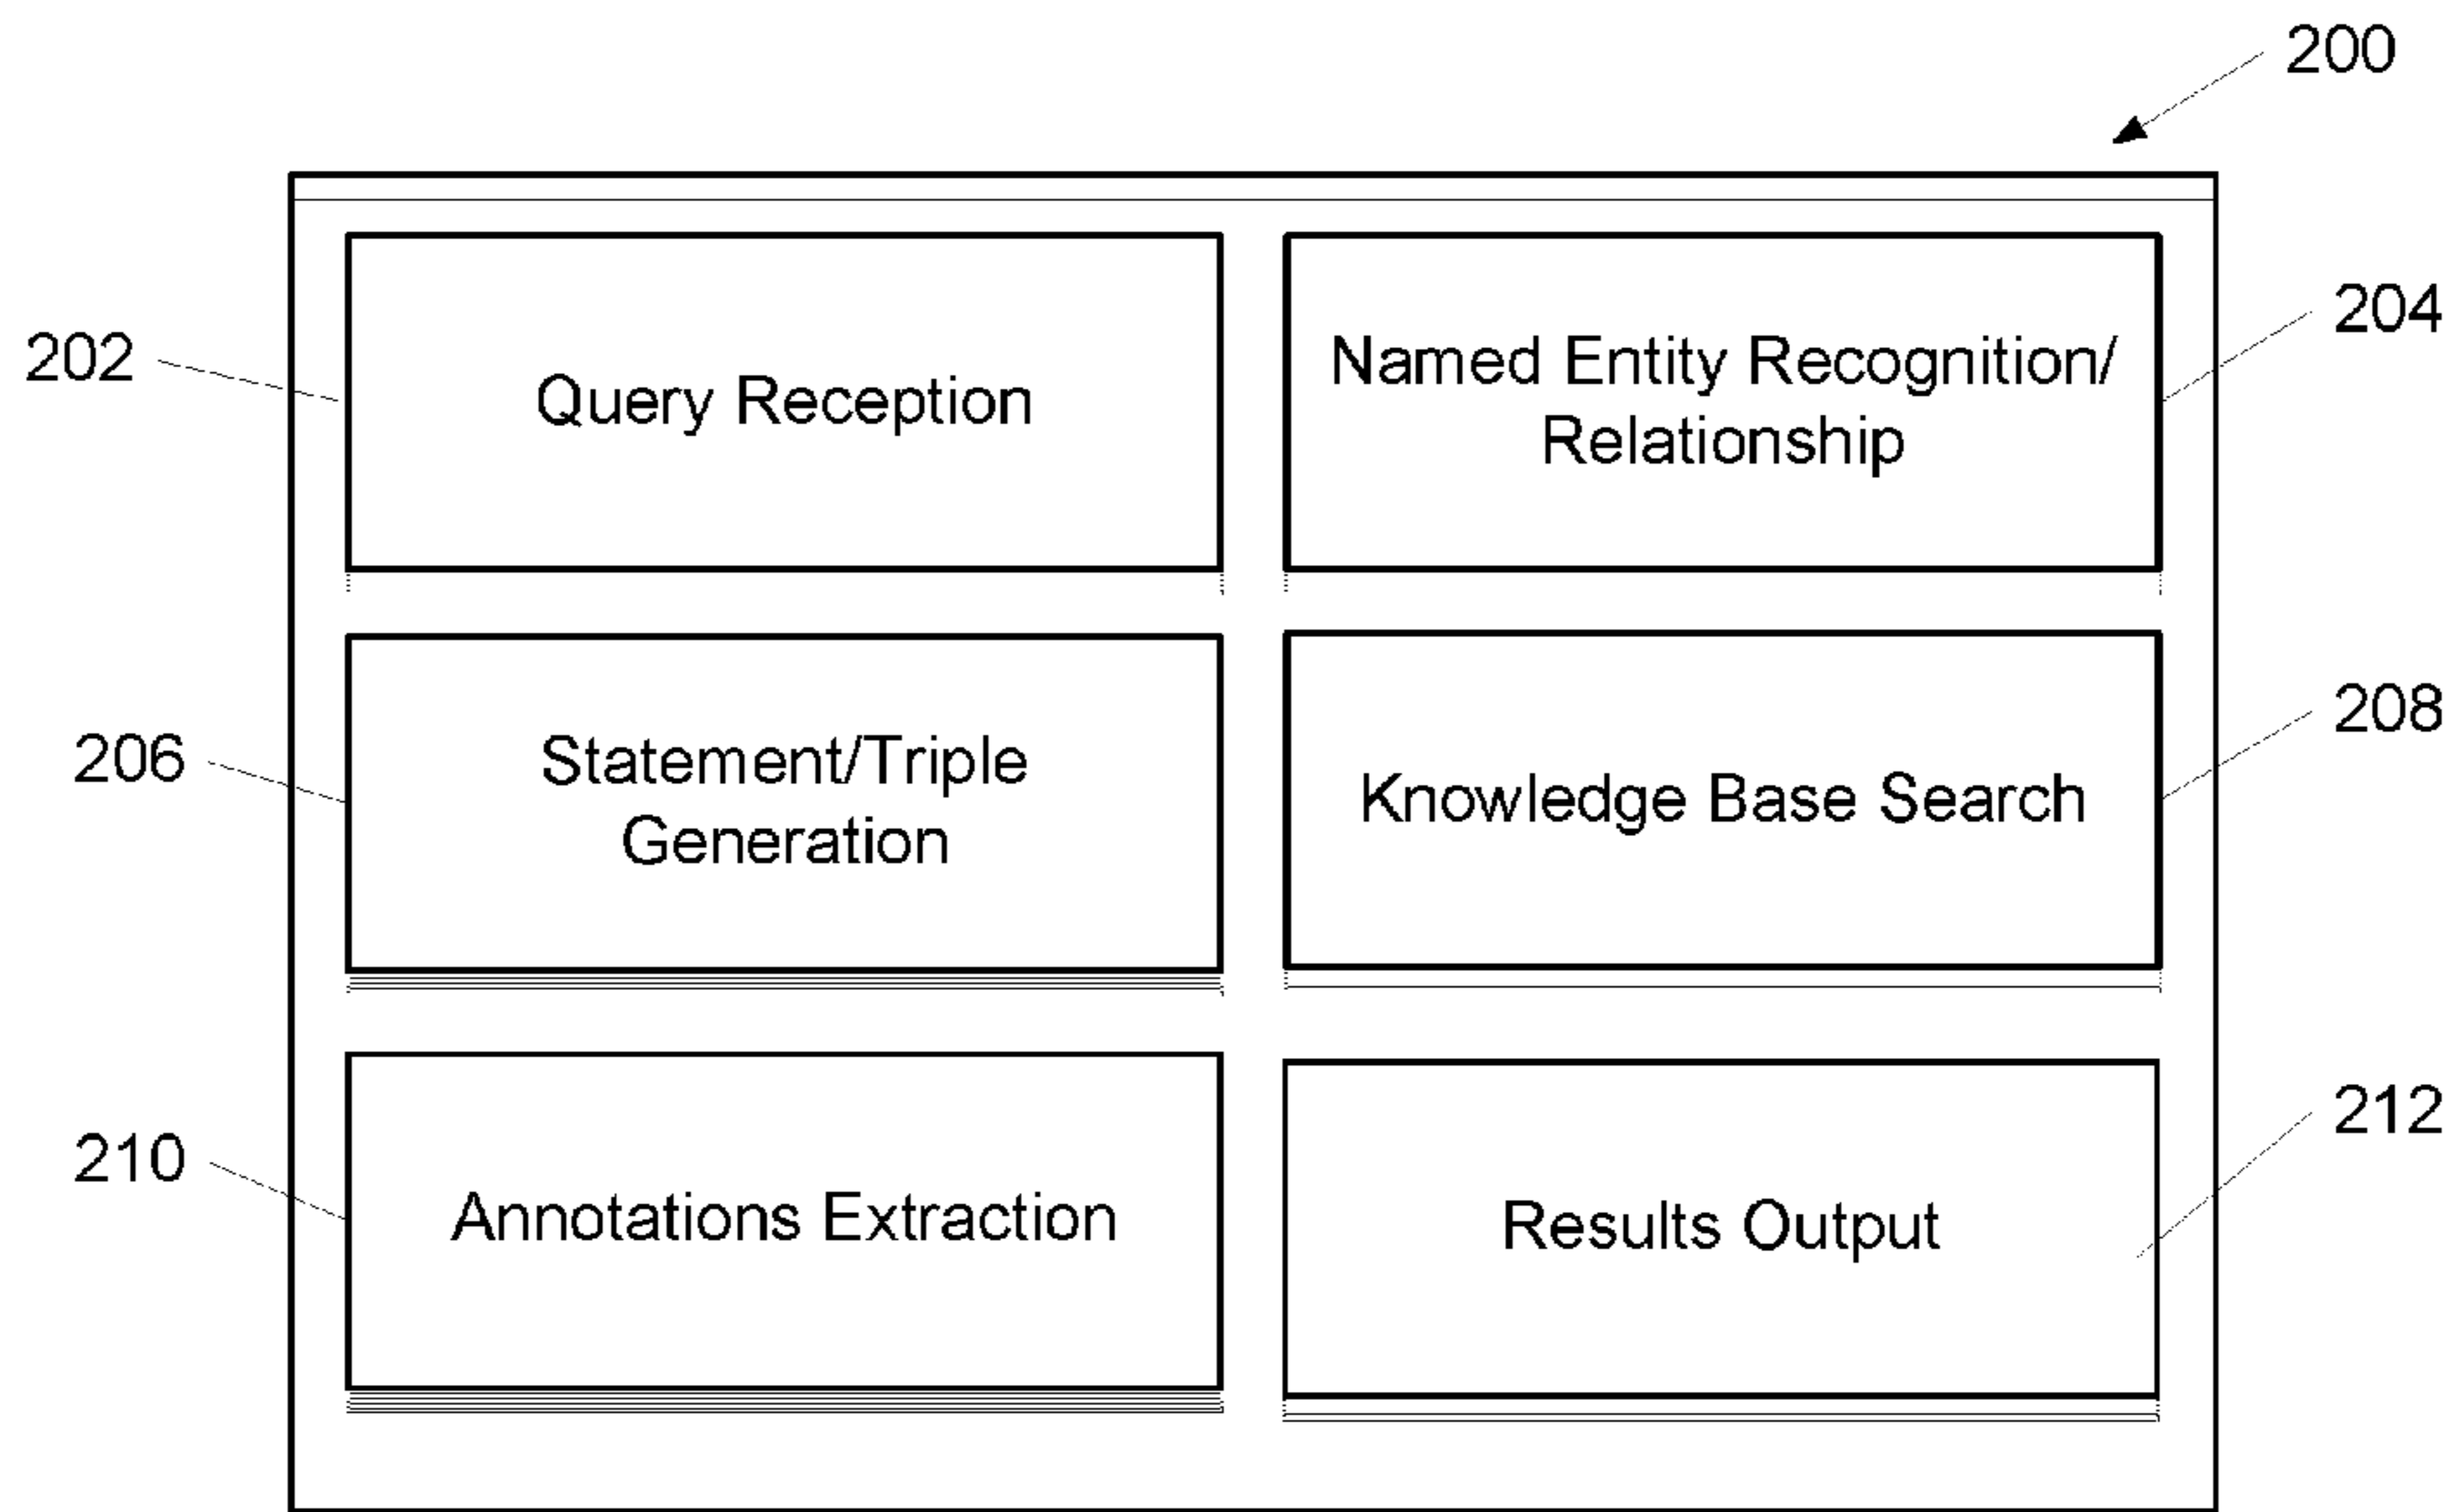 200
202
Query Reception
Named Entity Recognition/
Relationship
204
206
Statement/Triple
Generation
Knowledge Base Search
208
210
Annotations Extraction
Results Output
212